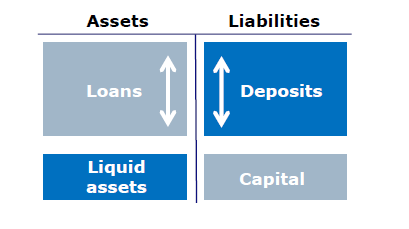 Assets Liabilities
Loans Deposits
Liquid
assets
Capital